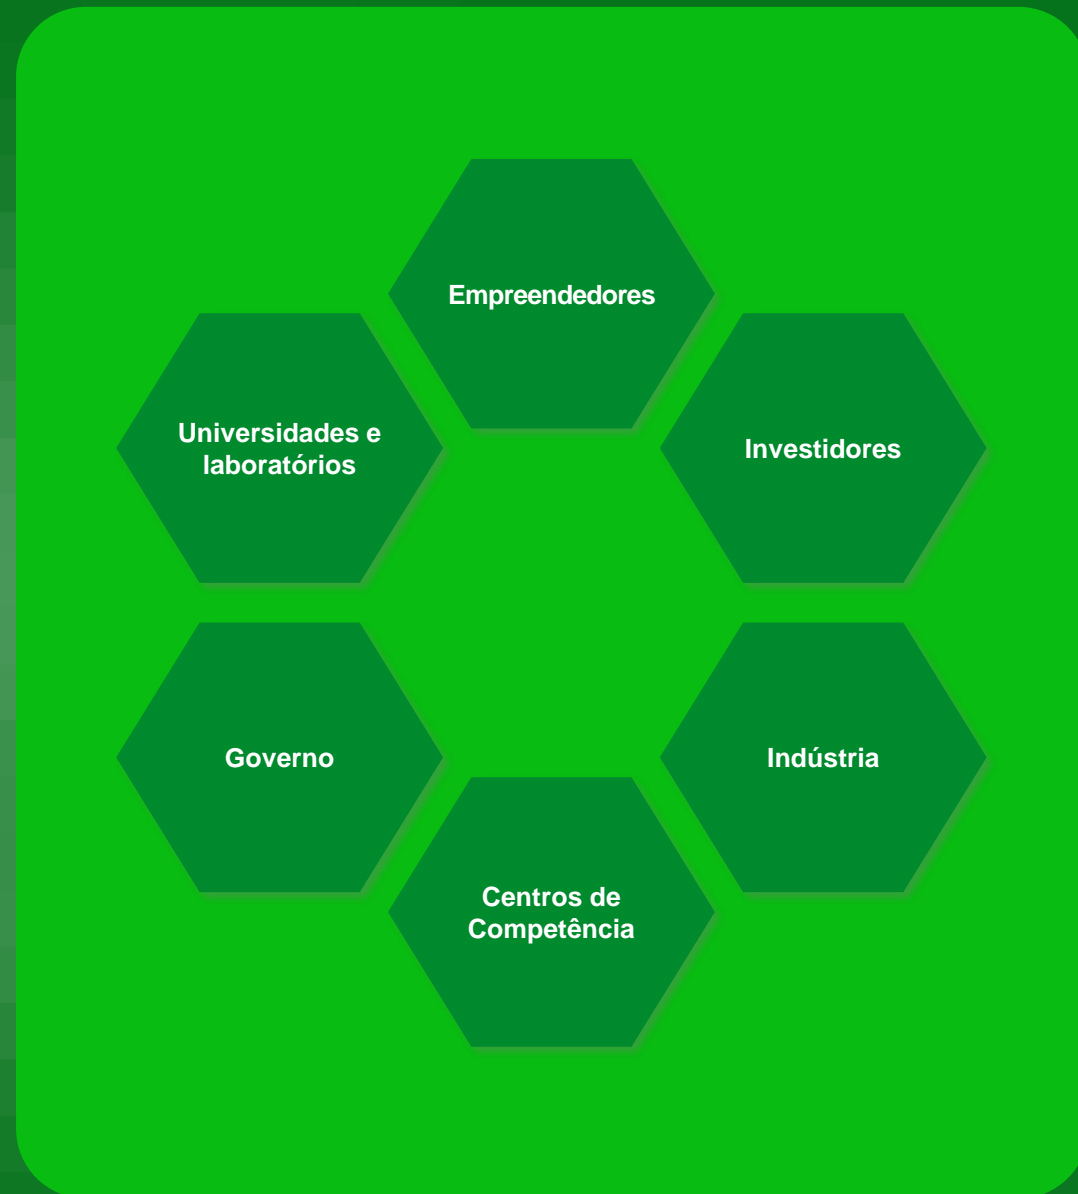 Empreendedores
Universidades e
laboratórios
Investidores
Governo
Indústria
Centros de
Competência